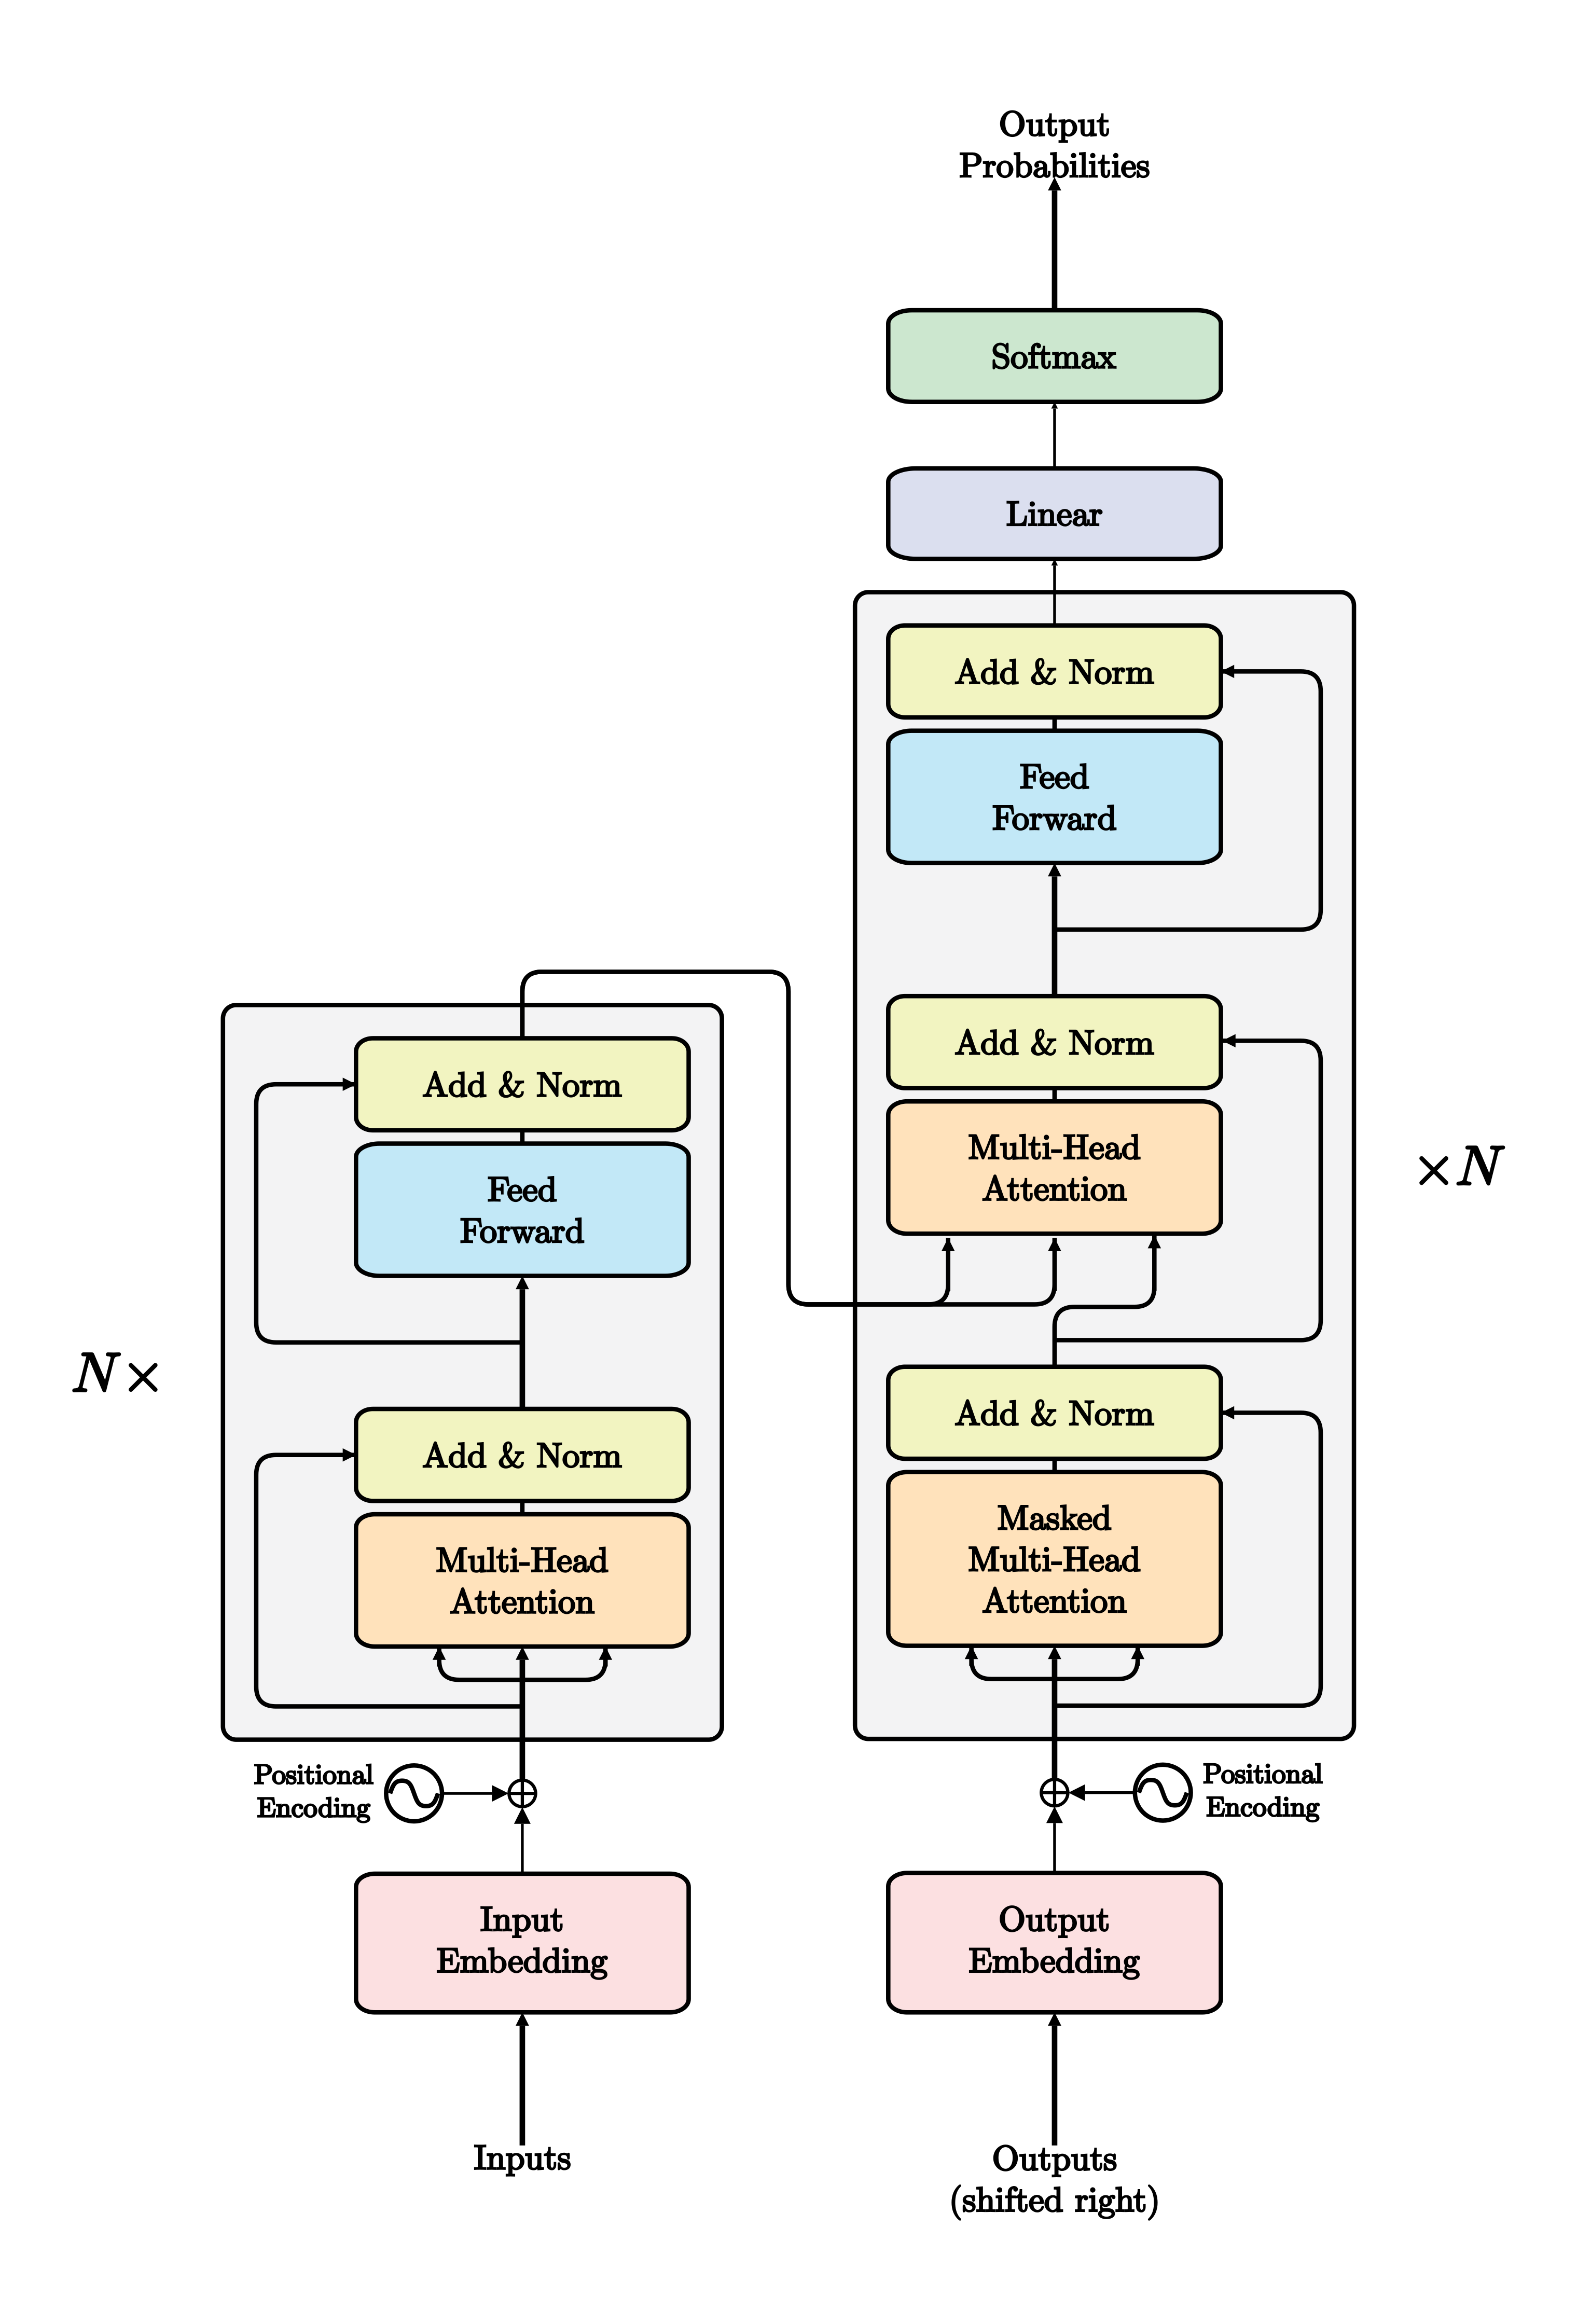 Output
Probabilities
Softmax
Linear
Add & Norm
Feed
Forward
Add & Norm
Multi-Head
Attention
Add & Norm
Masked
Multi-Head
Attention
×N
Positional
Encoding
Output
Embedding
Outputs
(shifted right)
Add & Norm
Feed
Forward
Add & Norm
Multi-Head
Attention
N×
Positional
Encoding
Input
Embedding
Inputs